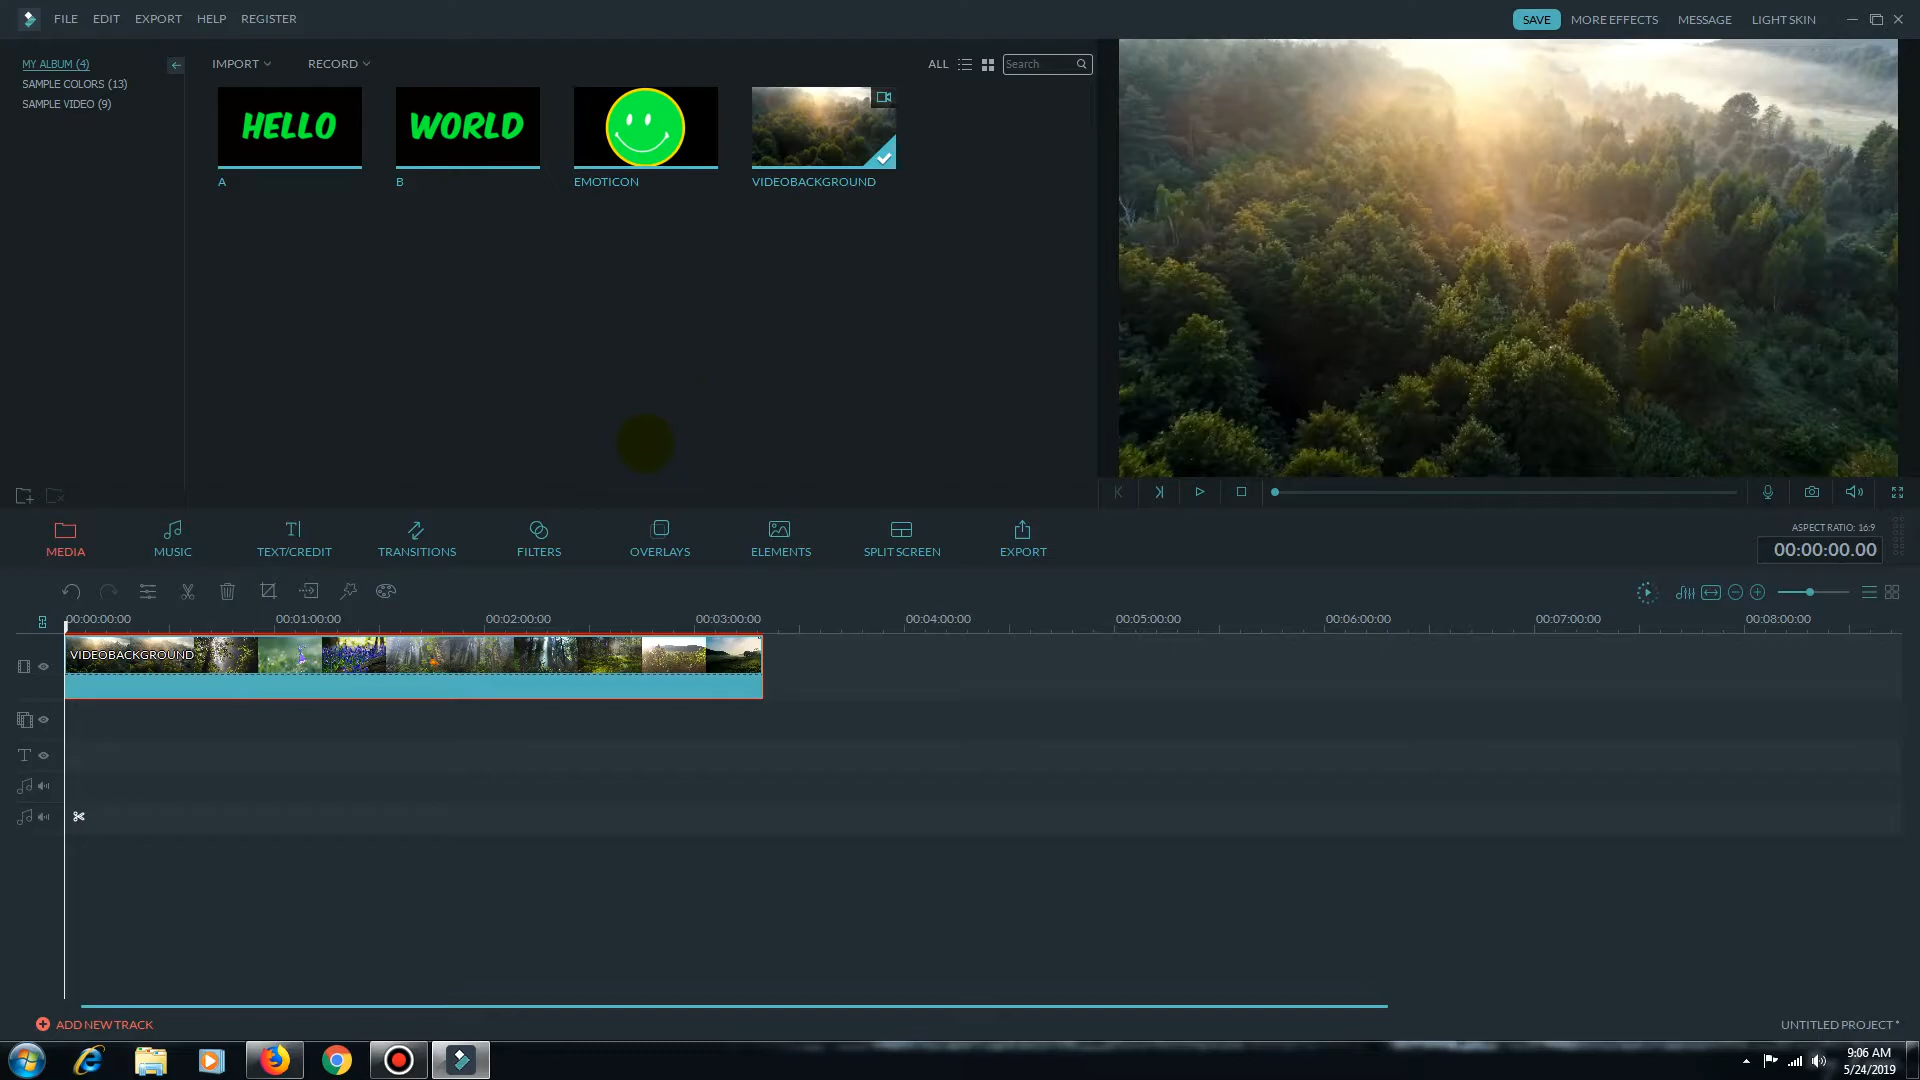 FILE EDIT EXPORT HELP REGISTER
SAVE MORE EFFECTS MESSAGE LIGHT SKIN
MY ALBUM (4)
SAMPLE COLORS (13)
SAMPLE VIDEO (9)
IMPORT RECORD
ALL Search
HELLO WORLD
A B EMOTICON VIDEOBACKGROUND
MEDIA MUSIC TEXT/CREDIT TRANSITIONS FILTERS OVERLAYS ELEMENTS SPLIT SCREEN EXPORT
ASPECT RATIO: 16:9
00:00:00.00
00:00:00:00 00:01:00:00 00:02:00:00 00:03:00:00 00:04:00:00 00:05:00:00 00:06:00:00 00:07:00:00 00:08:00:00
VIDEOBACKGROUND
ADD NEW TRACK
UNTITLED PROJECT *
9:06 AM
5/24/2019